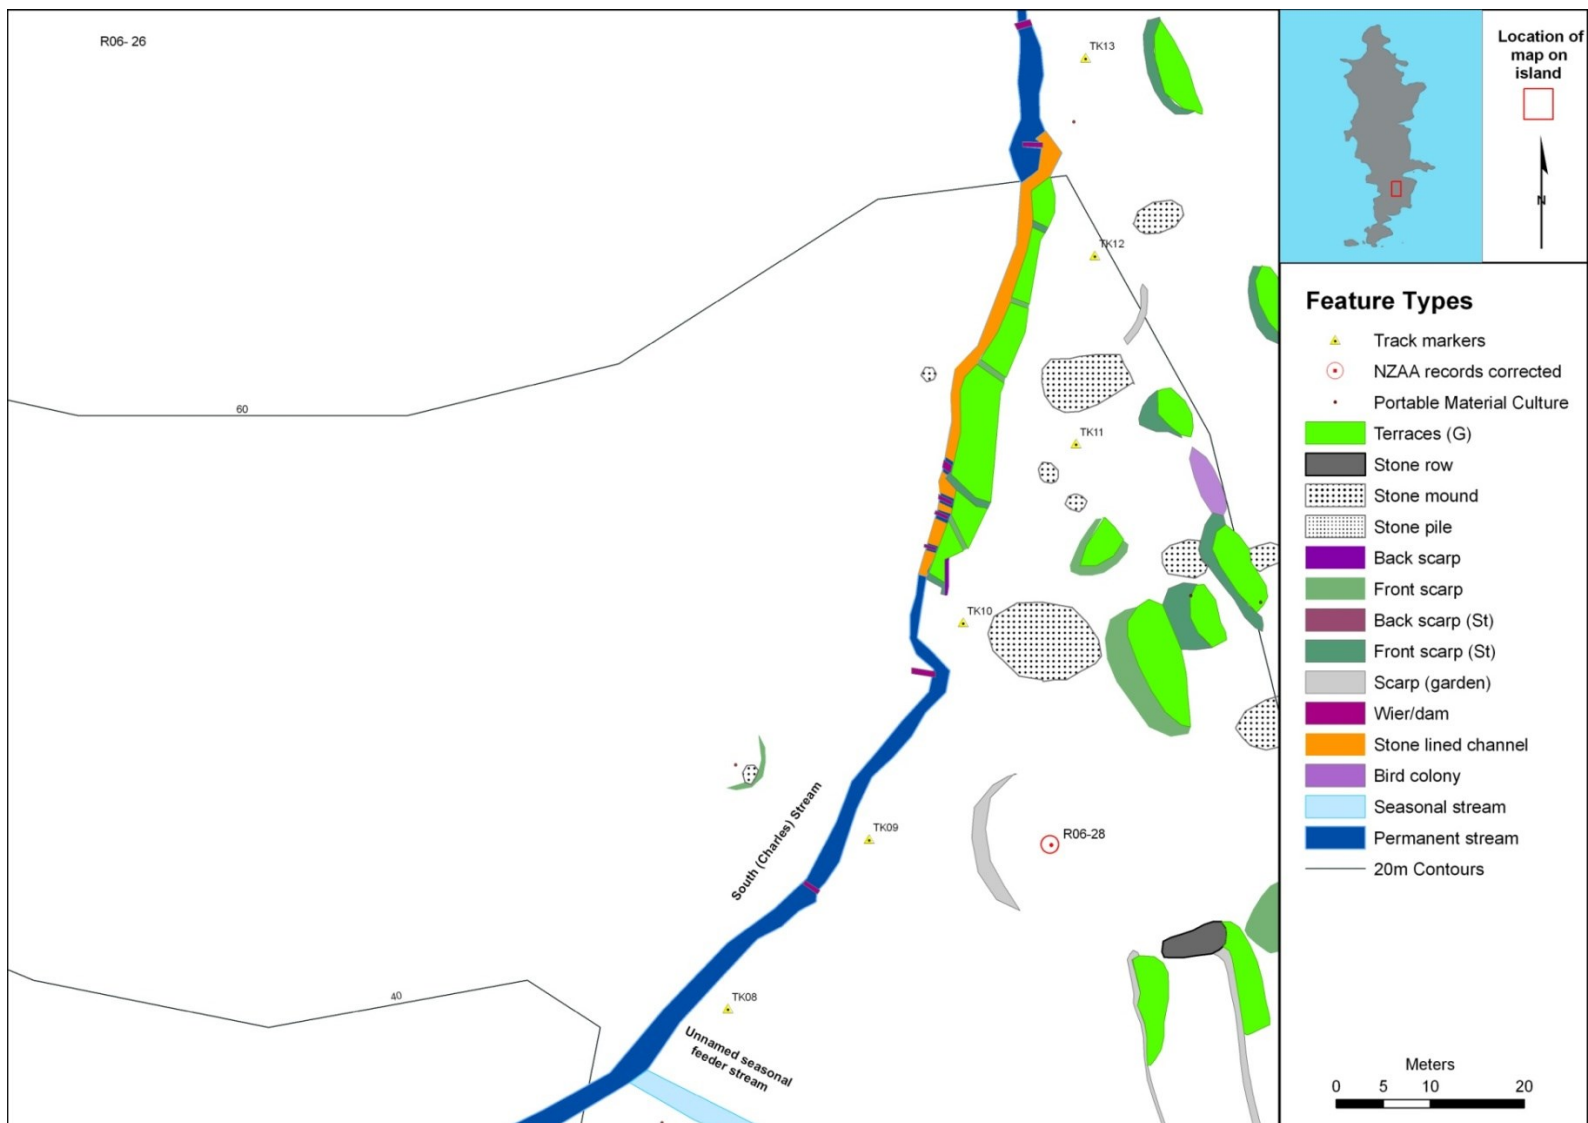 R06- 26
TK13
TK12
60
TK11
TK10
TK09
R06-28
South (Charles) Stream
40
TK08
Unnamed seasonal
feeder stream
Location of
map on
island
N
Feature Types
Track markers
NZAA records corrected
Portable Material Culture
Terraces (G)
Stone row
Stone mound
Stone pile
Back scarp
Front scarp
Back scarp (St)
Front scarp (St)
Scarp (garden)
Wier/dam
Stone lined channel
Bird colony
Seasonal stream
Permanent stream
20m Contours
Meters
0 5 10 20